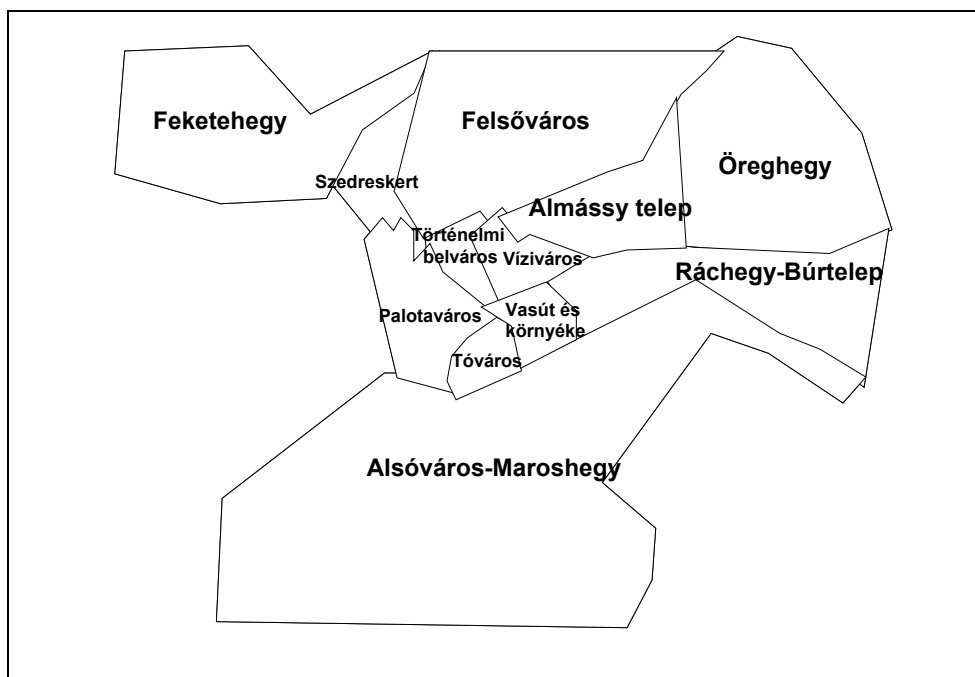 Feketehegy
Felsőváros
Öreghegy
Szedreskert
Almássy telep
Történelmi
belváros
Víziváros
Ráchegy-Búrtelep
Palotaváros
Vasút és
környéke
Tóváros
Alsóváros-Maroshegy